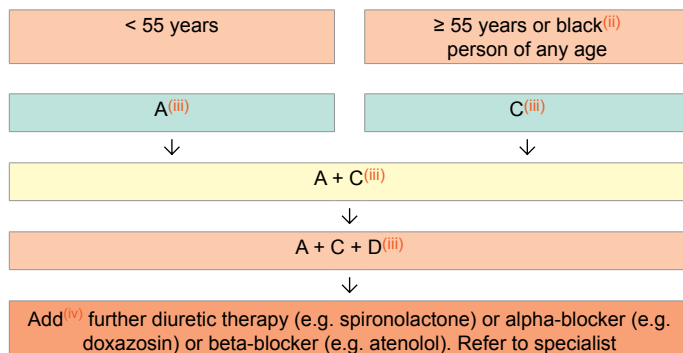 < 55 years
≥ 55 years or black(ii)
person of any age
A(iii)
C(iii)
A + C(iii)
A + C + D(iii)
Add(iv) further diuretic therapy (e.g. spironolactone) or alpha-blocker (e.g.
doxazosin) or beta-blocker (e.g. atenolol). Refer to specialist